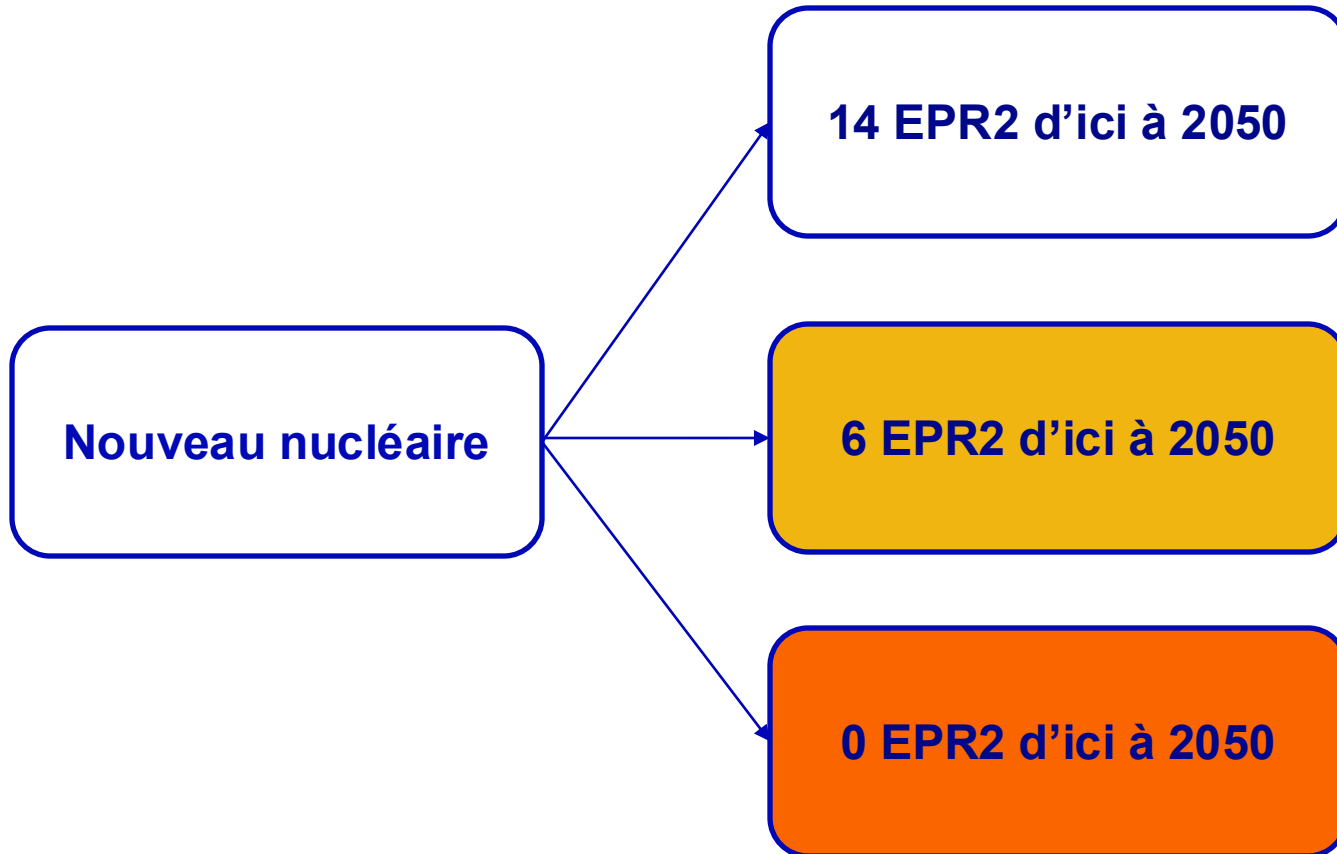 14 EPR2 d’ici à 2050
Nouveau nucléaire
6 EPR2 d’ici à 2050
0 EPR2 d’ici à 2050